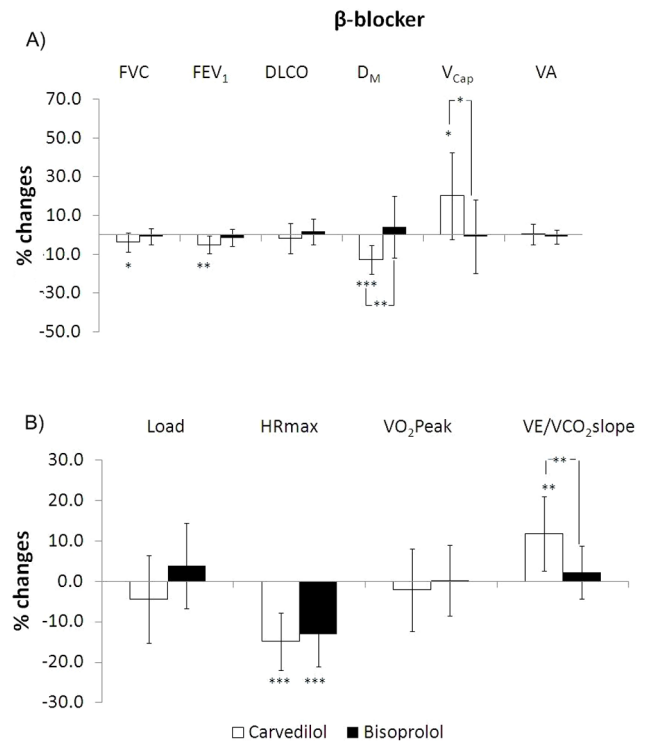 β-blocker
A)
FVC FEV₁ DLCO D_M V_Cap VA
70.0
50.0
30.0
10.0
-10.0
-30.0
-50.0
% changes
* ** *** ** * *
B)
Load HRmax VO₂Peak VE/VCO₂slope
30.0
20.0
10.0
0.0
-10.0
-20.0
-30.0
% changes
*** *** ** **
Carvedilol Bisoprolol